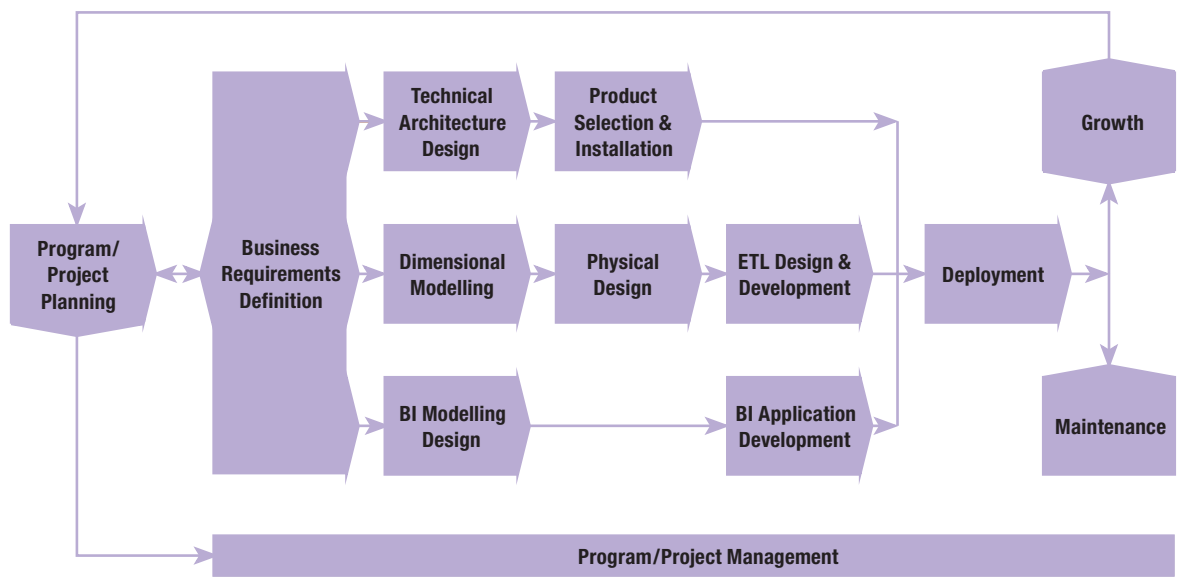 Program/
Project
Planning
Business
Requirements
Definition
Technical
Architecture
Design
Product
Selection &
Installation
Dimensional
Modelling
Physical
Design
ETL Design &
Development
BI Modelling
Design
BI Application
Development
Deployment
Growth
Maintenance
Program/Project Management